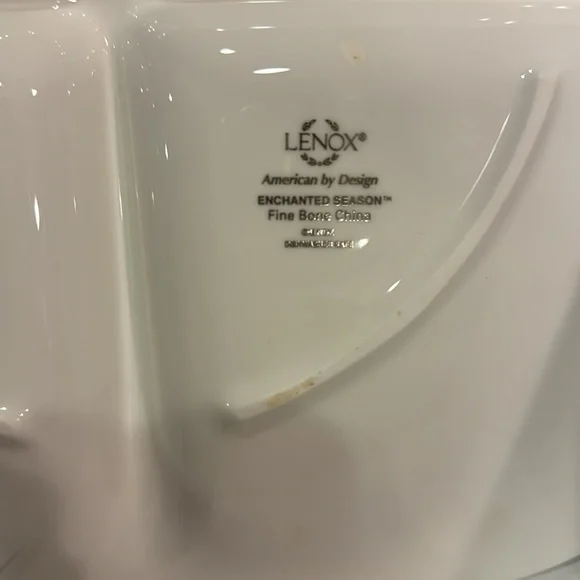 LENOX®
American by Design
ENCHANTED SEASON™
Fine Bone China